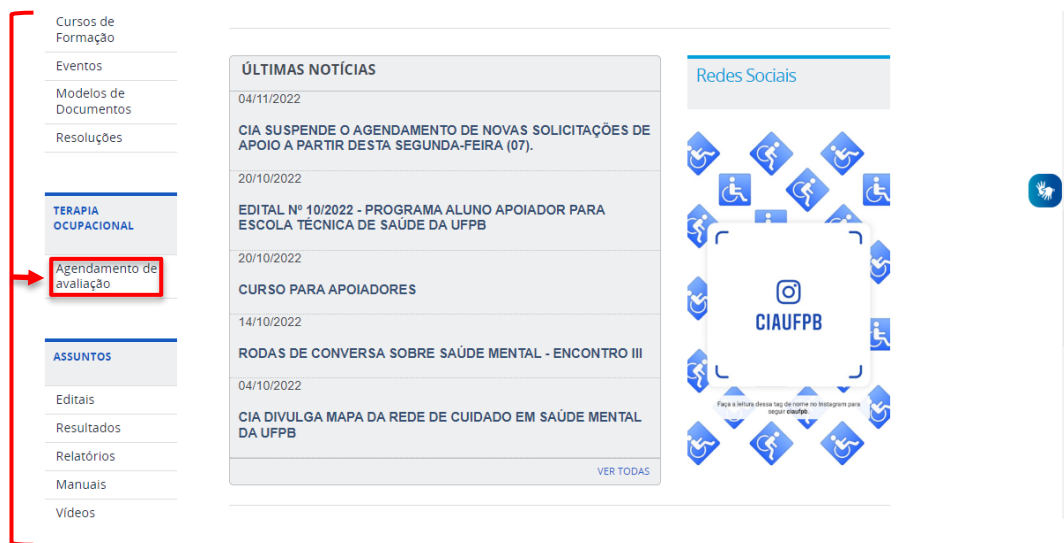 Cursos de
Formação
Eventos
Modelos de
Documentos
Resoluções
TERAPIA
OCUPACIONAL
Agendamento de
avaliação
ASSUNTOS
Editais
Resultados
Relatórios
Manuais
Vídeos
ÚLTIMAS NOTÍCIAS
04/11/2022
CIA SUSPENDE O AGENDAMENTO DE NOVAS SOLICITAÇÕES DE
APOIO A PARTIR DESTA SEGUNDA-FEIRA (07).
20/10/2022
EDITAL Nº 10/2022 - PROGRAMA ALUNO APOIADOR PARA
ESCOLA TÉCNICA DE SAÚDE DA UFPB
20/10/2022
CURSO PARA APOIADORES
14/10/2022
RODAS DE CONVERSA SOBRE SAÚDE MENTAL - ENCONTRO III
04/10/2022
CIA DIVULGA MAPA DA REDE DE CUIDADO EM SAÚDE MENTAL
DA UFPB
VER TODAS
Redes Sociais
CIAUFPB
Faça a leitura dessa tag de nome no Instagram para
seguir ciaufpb.